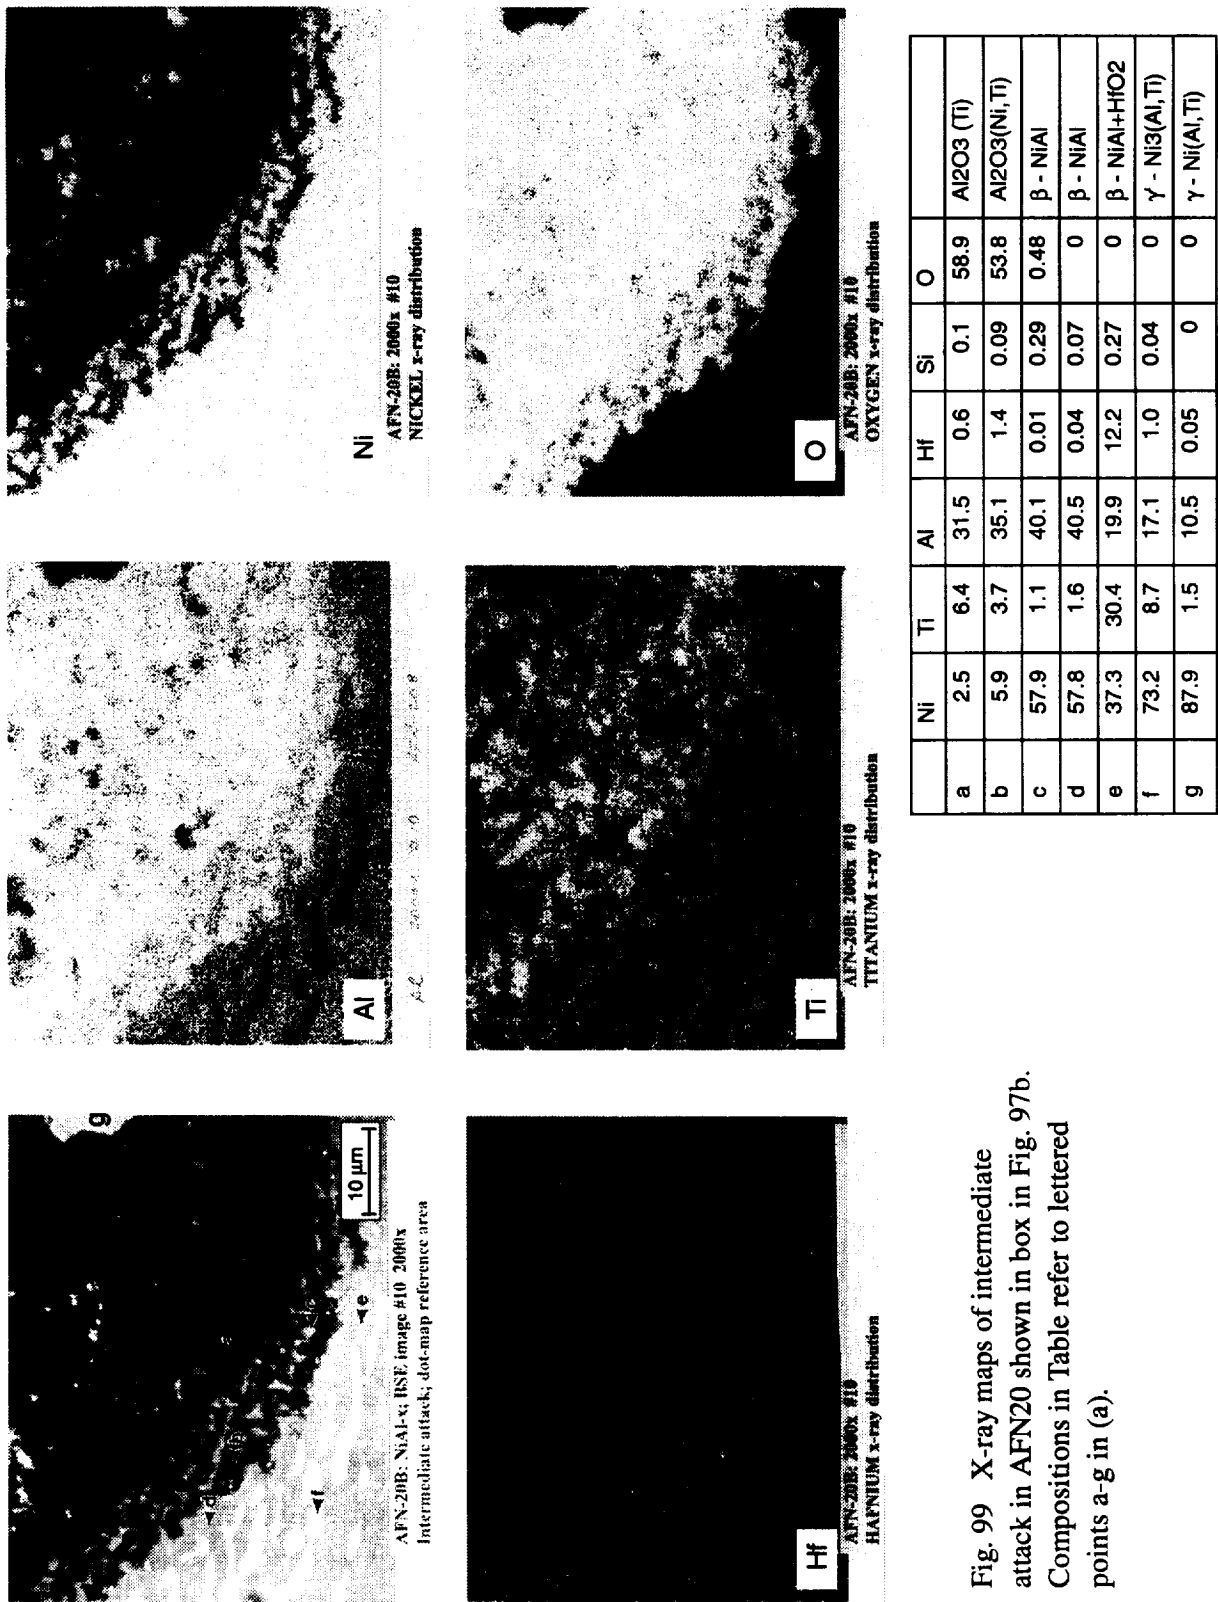 g
10 µm
a
b
c
d
e
f
AFN-20B: NiAl-x; BSE image #10 2000x
Intermediate attack; dot-map reference area
Al
Ni
AFN-20B: 2000x #10
NICKEL x-ray distribution
Hf
AFN-20B: 2000x #10
HAFNIUM x-ray distribution
Ti
AFN-20B: 2000x #10
TITANIUM x-ray distribution
O
AFN-20B: 2000x #10
OXYGEN x-ray distribution
Fig. 99 X-ray maps of intermediate
attack in AFN20 shown in box in Fig. 97b.
Compositions in Table refer to lettered
points a-g in (a).
Ni Ti Al Hf Si O
a 2.5 6.4 31.5 0.6 0.1 58.9 Al2O3 (Ti)
b 5.9 3.7 35.1 1.4 0.09 53.8 Al2O3(Ni,Ti)
c 57.9 1.1 40.1 0.01 0.29 0.48 β - NiAl
d 57.8 1.6 40.5 0.04 0.07 0 β - NiAl
e 37.3 30.4 19.9 12.2 0.27 0 β - NiAl+HfO2
f 73.2 8.7 17.1 1.0 0.04 0 γ' - Ni3(Al,Ti)
g 87.9 1.5 10.5 0.05 0 0 γ - Ni(Al,Ti)